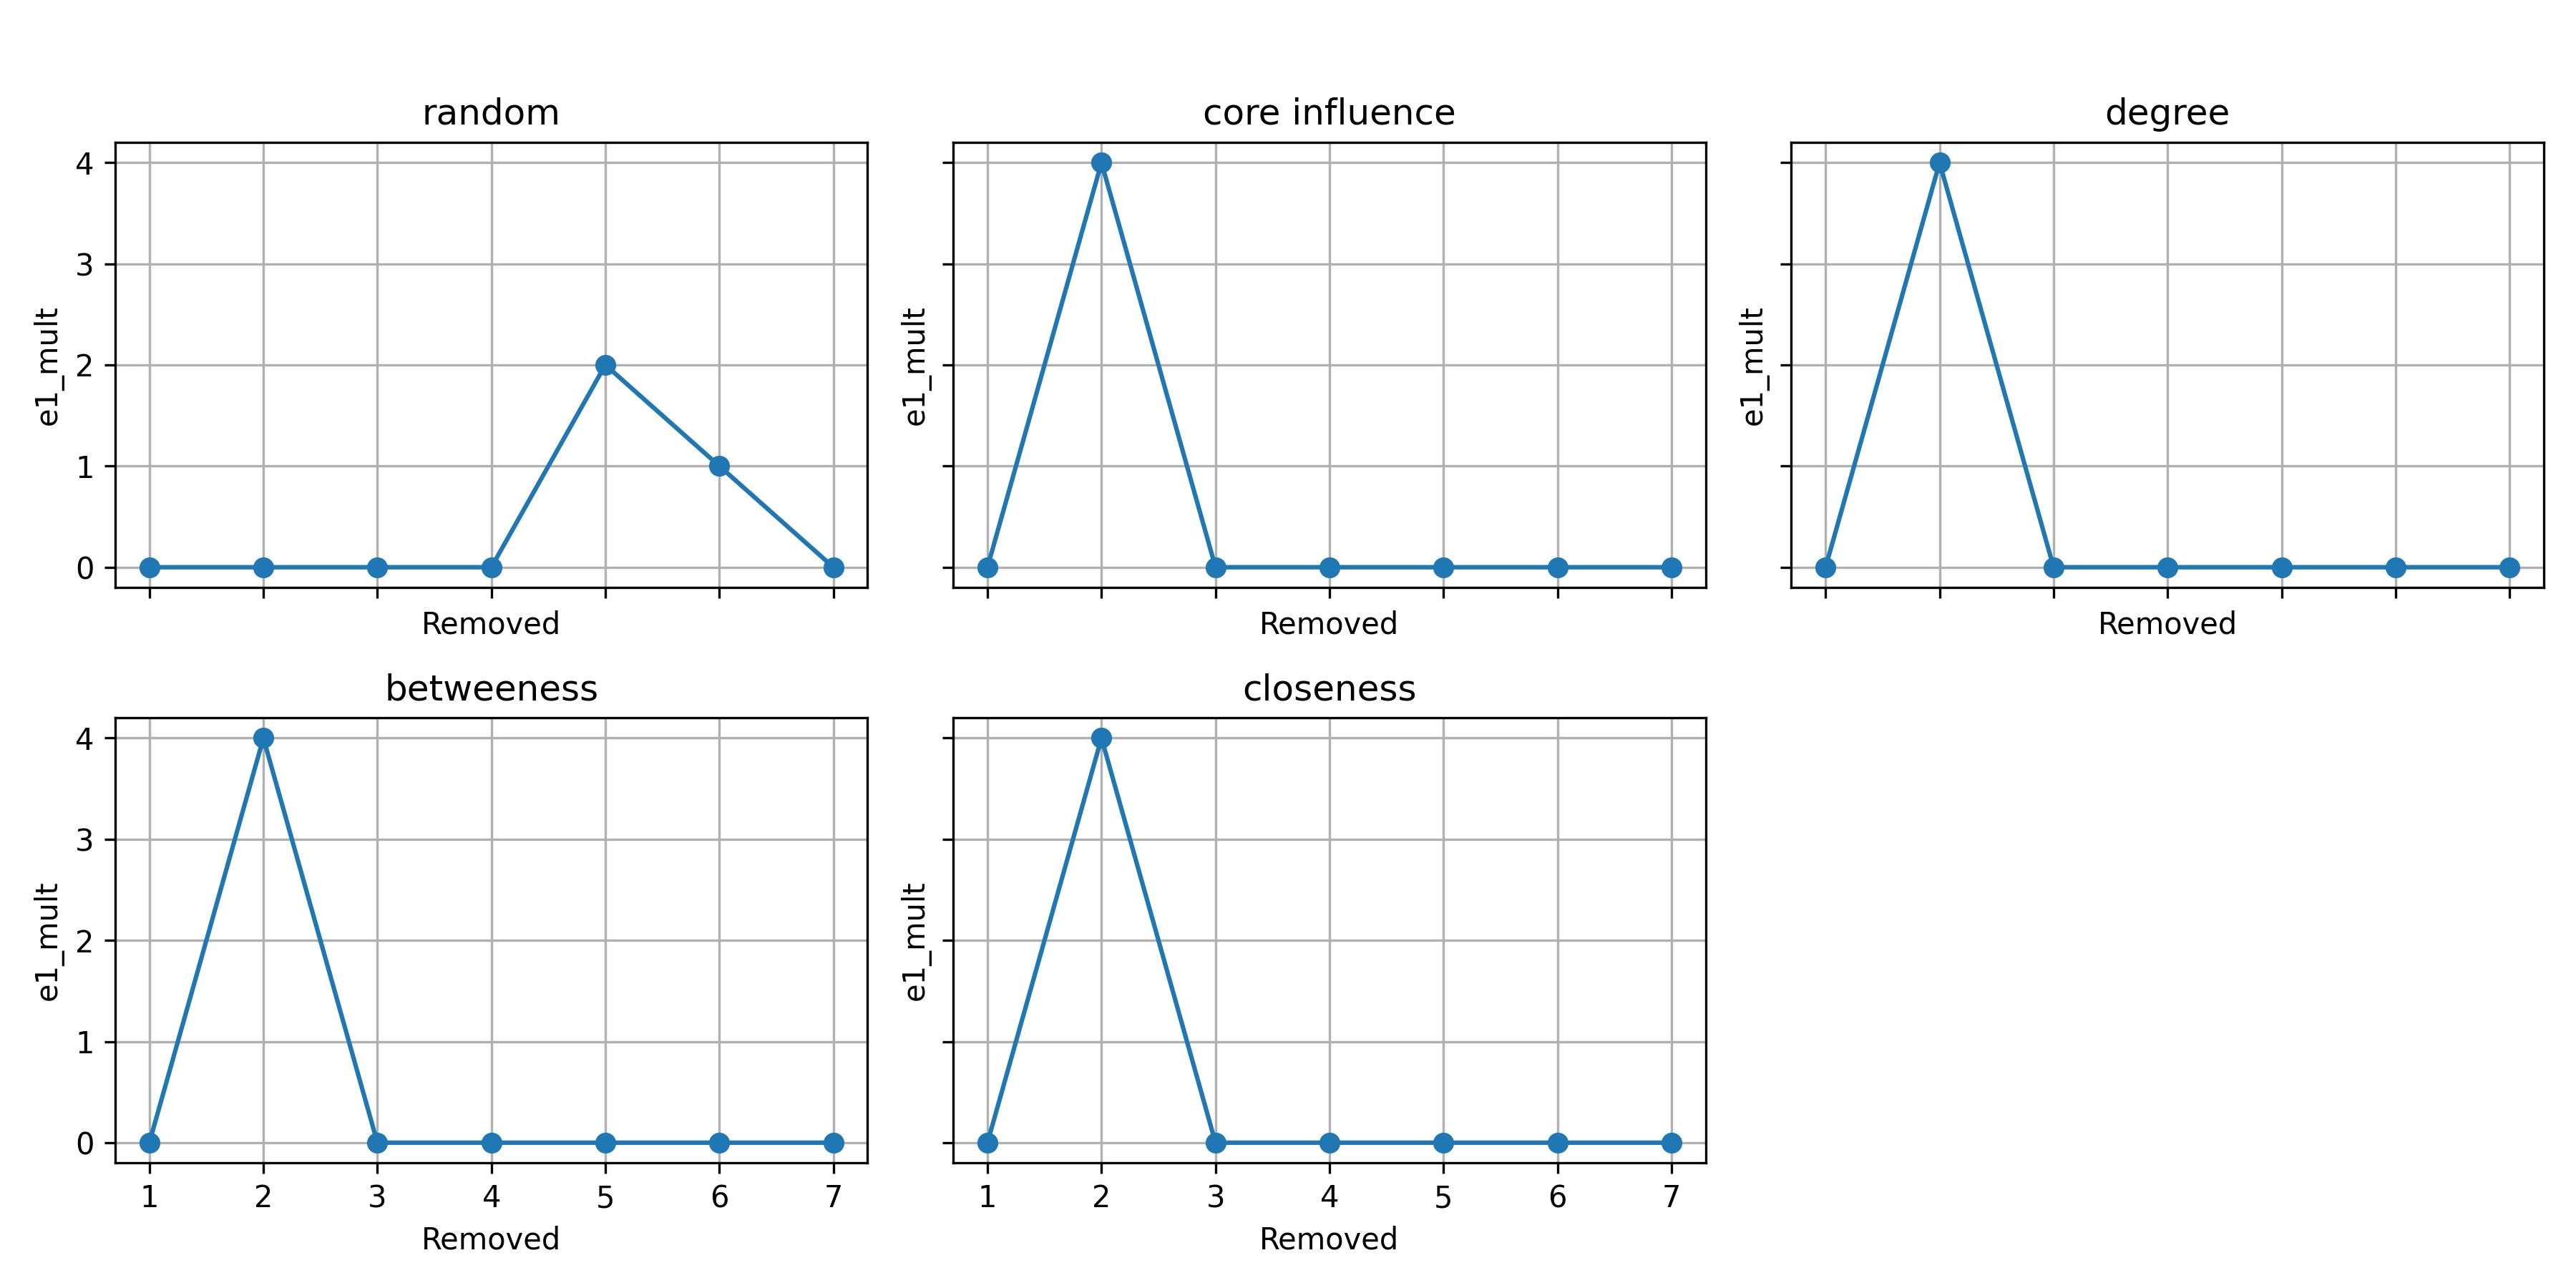 random
core influence
degree
4
3
2
1
0
e1_mult
e1_mult
e1_mult
Removed
Removed
Removed
betweeness
closeness
4
3
2
1
0
e1_mult
e1_mult
1 2 3 4 5 6 7
1 2 3 4 5 6 7
Removed
Removed